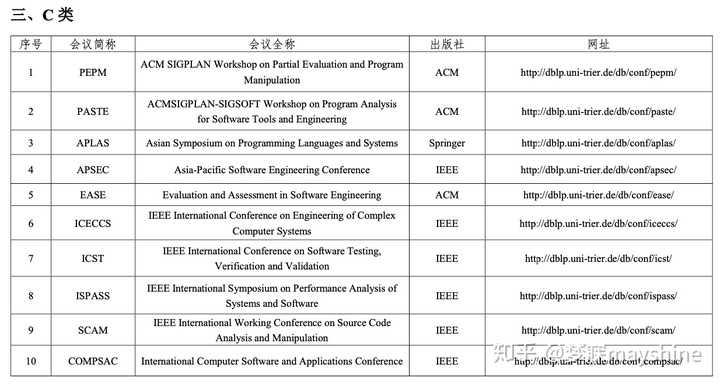 三、C 类
序号 会议简称 会议全称 出版社 网址
1 PEPM ACM SIGPLAN Workshop on Partial Evaluation and Program Manipulation ACM http://dblp.uni-trier.de/db/conf/pepm/
2 PASTE ACMSIGPLAN-SIGSOFT Workshop on Program Analysis for Software Tools and Engineering ACM http://dblp.uni-trier.de/db/conf/paste/
3 APLAS Asian Symposium on Programming Languages and Systems Springer http://dblp.uni-trier.de/db/conf/aplas/
4 APSEC Asia-Pacific Software Engineering Conference IEEE http://dblp.uni-trier.de/db/conf/apsec/
5 EASE Evaluation and Assessment in Software Engineering ACM http://dblp.uni-trier.de/db/conf/ease/
6 ICECCS IEEE International Conference on Engineering of Complex Computer Systems IEEE http://dblp.uni-trier.de/db/conf/iceccs/
7 ICST IEEE International Conference on Software Testing, Verification and Validation IEEE http://dblp.uni-trier.de/db/conf/icst/
8 ISPASS IEEE International Symposium on Performance Analysis of Systems and Software IEEE http://dblp.uni-trier.de/db/conf/ispass/
9 SCAM IEEE International Working Conference on Source Code Analysis and Manipulation IEEE http://dblp.uni-trier.de/db/conf/scam/
10 COMPSAC International Computer Software and Applications Conference IEEE http://dblp.uni-trier.de/db/conf/compsac/
知乎